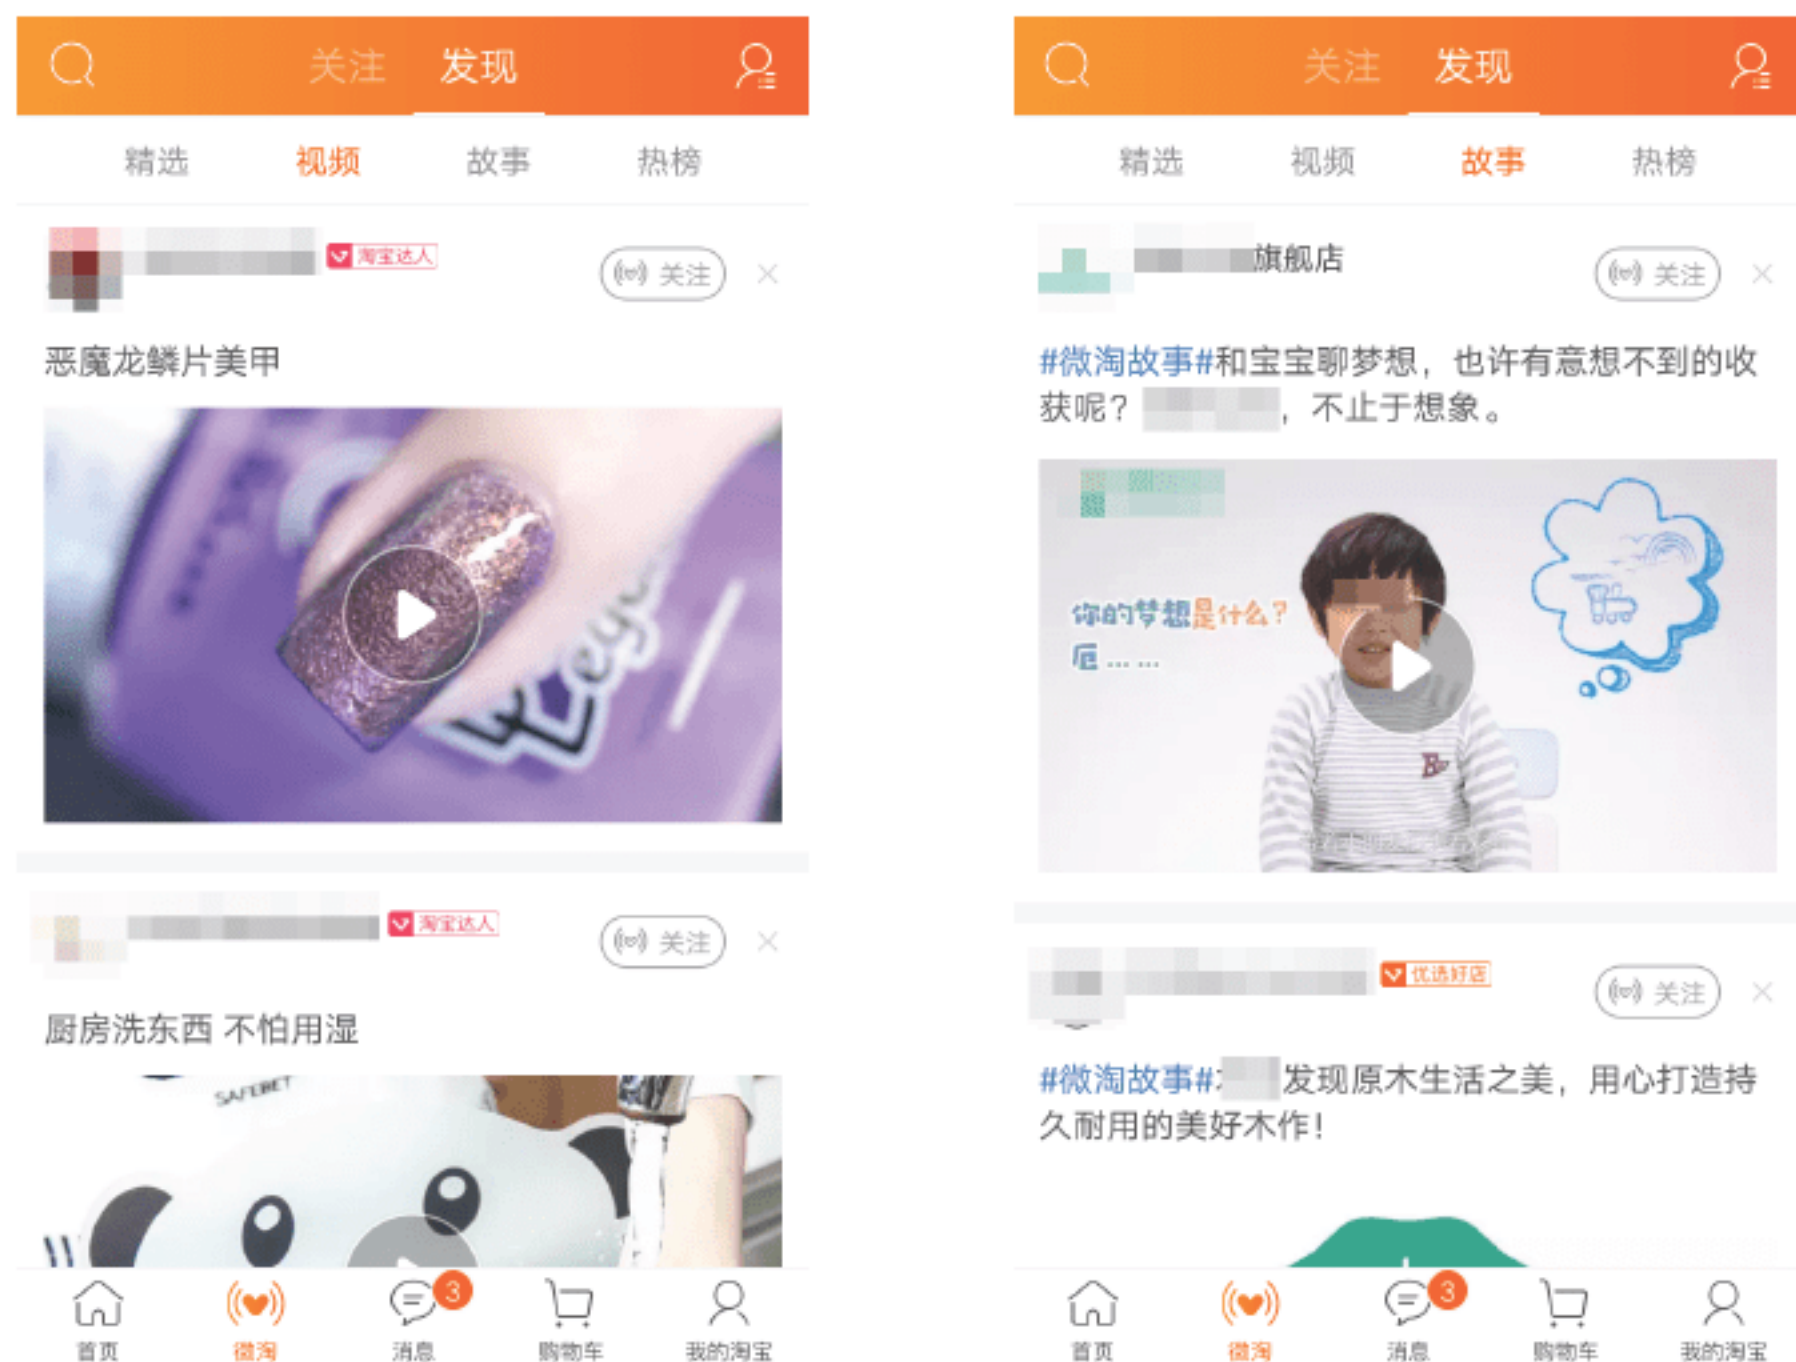 关注 发现
精选 视频 故事 热榜
淘宝达人
关注
恶魔龙鳞片美甲
淘宝达人
关注
厨房洗东西 不怕用湿
SAFEBET
首页 微淘 消息 3 购物车 我的淘宝
关注 发现
精选 视频 故事 热榜
旗舰店
关注
#微淘故事#和宝宝聊梦想，也许有意想不到的收
获呢？
，不止于想象。
你的梦想是什么？
厄……
优选好店
关注
#微淘故事#
发现原木生活之美，用心打造持
久耐用的美好木作！
首页 微淘 消息 3 购物车 我的淘宝